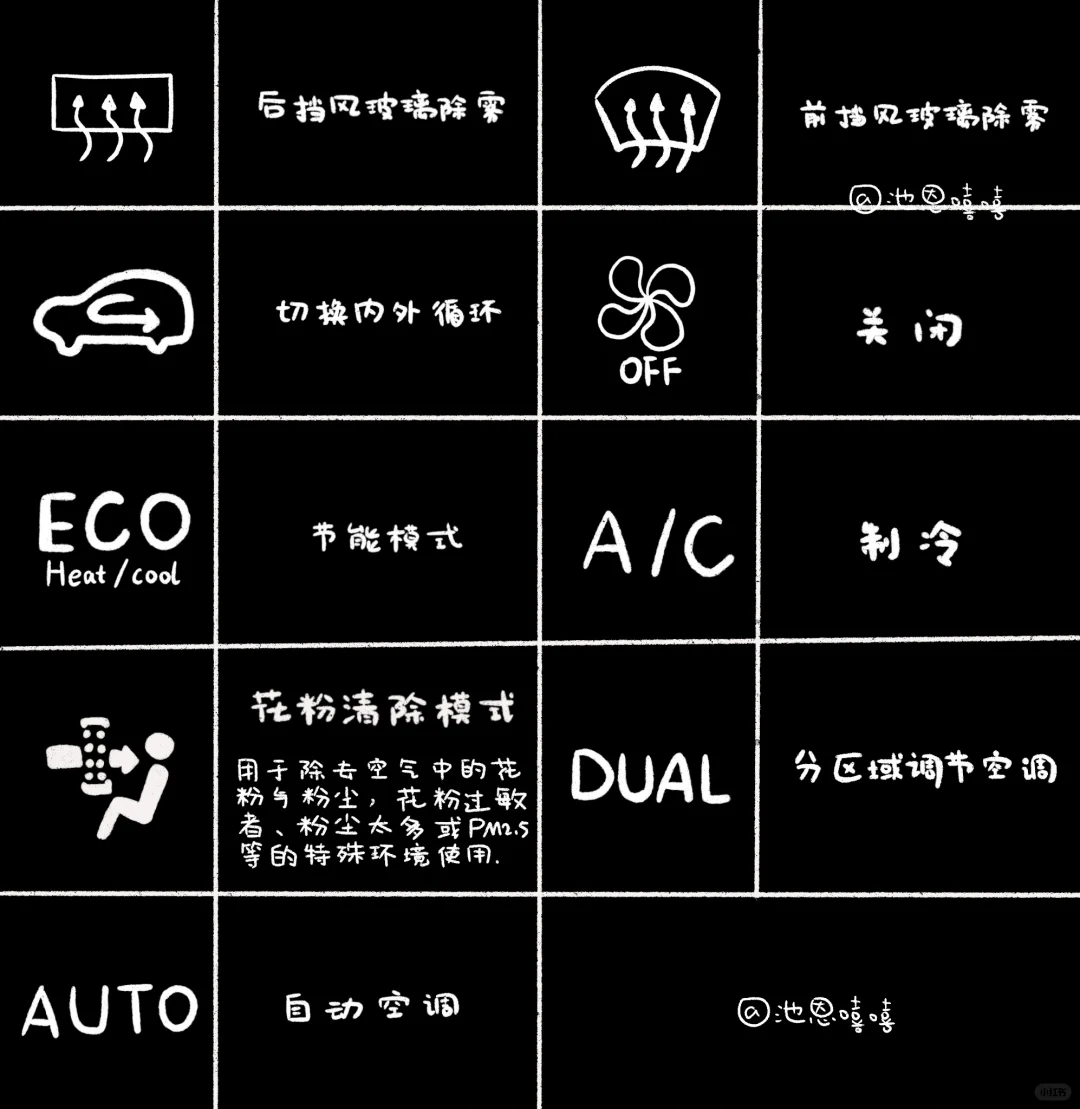 后挡风玻璃除雾
前挡风玻璃除雾
@池恩嘻嘻
切换内外循环
OFF
关闭
ECO
Heat/cool
节能模式
A/C
制冷
花粉清除模式
用于除去空气中的花
粉与粉尘，花粉过敏
者、粉尘太多或PM2.5
等的特殊环境使用.
DUAL
分区域调节空调
AUTO
自动空调
@池恩嘻嘻
小红书